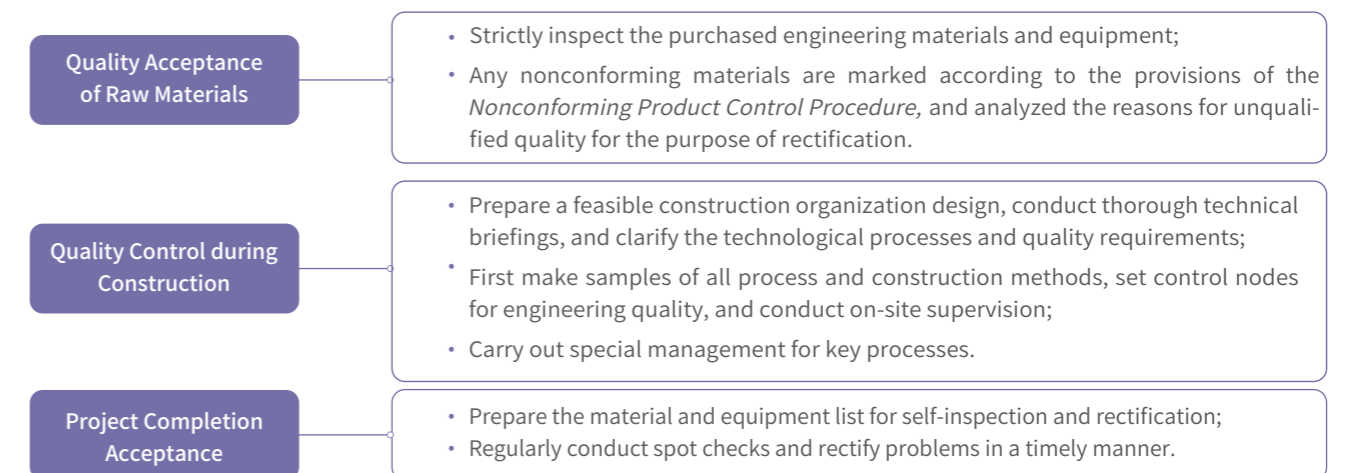 Quality Acceptance
of Raw Materials
• Strictly inspect the purchased engineering materials and equipment;
• Any nonconforming materials are marked according to the provisions of the
Nonconforming Product Control Procedure, and analyzed the reasons for unquali-
fied quality for the purpose of rectification.
Quality Control during
Construction
• Prepare a feasible construction organization design, conduct thorough technical
briefings, and clarify the technological processes and quality requirements;
• First make samples of all process and construction methods, set control nodes
for engineering quality, and conduct on-site supervision;
• Carry out special management for key processes.
Project Completion
Acceptance
• Prepare the material and equipment list for self-inspection and rectification;
• Regularly conduct spot checks and rectify problems in a timely manner.